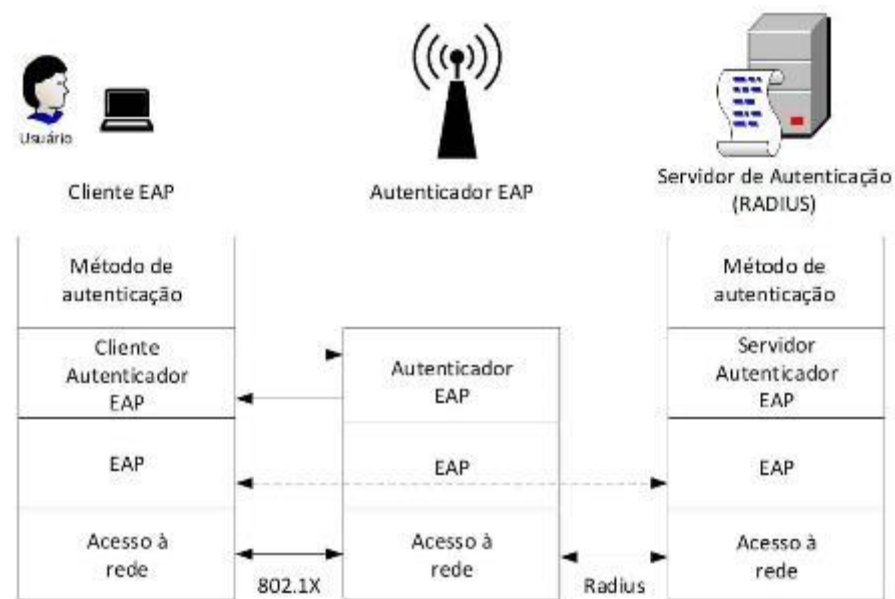 Usuário
Cliente EAP
Autenticador EAP
Servidor de Autenticação
(RADIUS)
Método de
autenticação
Método de
autenticação
Cliente
Autenticador
EAP
Autenticador
EAP
Servidor
Autenticador
EAP
EAP
EAP
EAP
Acesso à
rede
Acesso à
rede
Acesso à
rede
802.1X
Radius